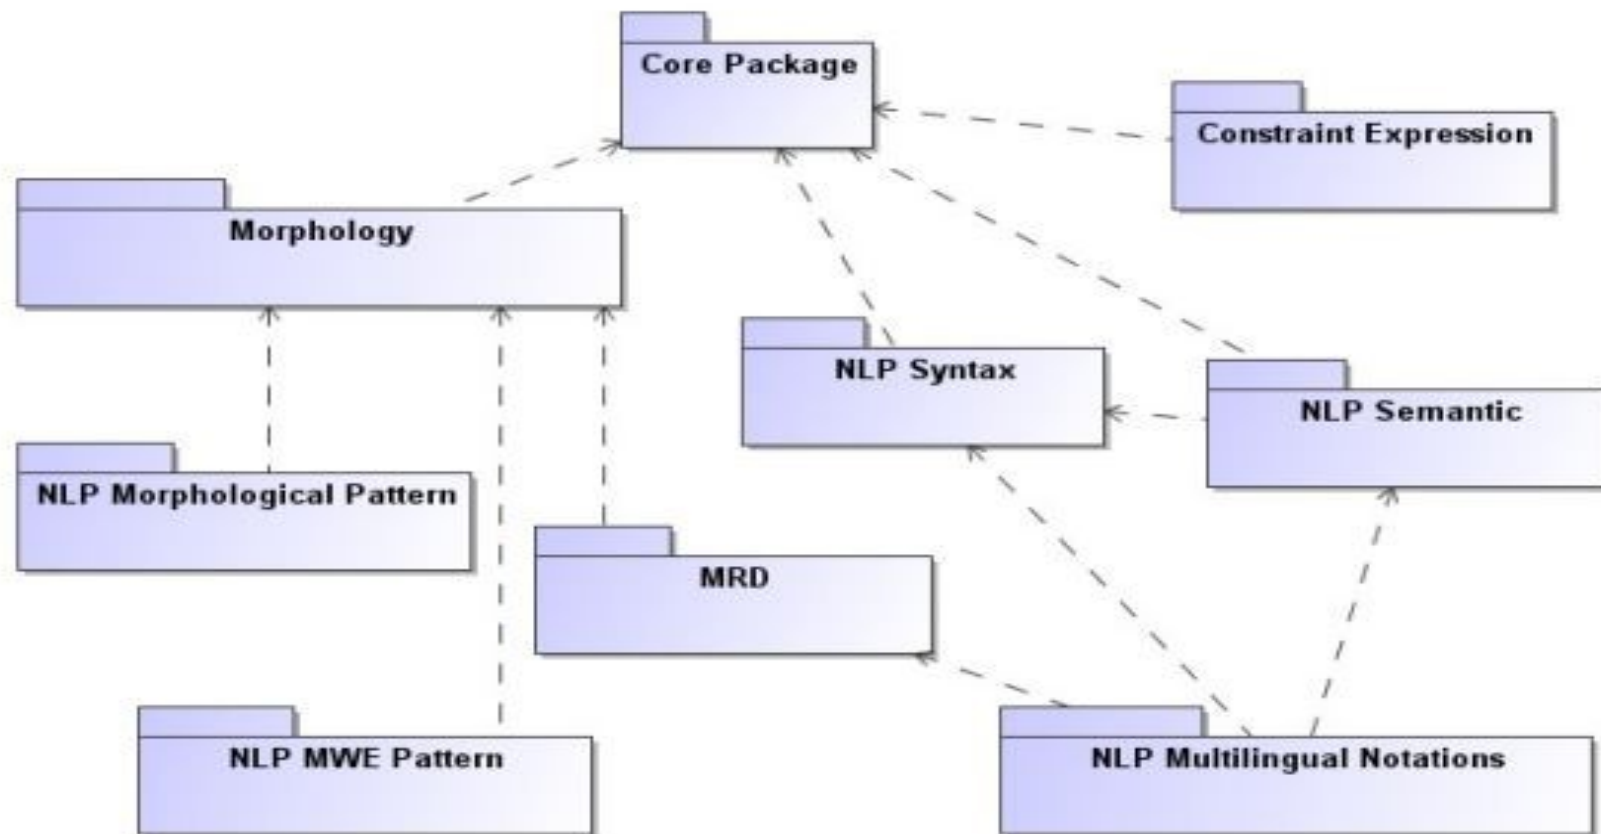 Core Package
Constraint Expression
Morphology
NLP Syntax
NLP Semantic
NLP Morphological Pattern
MRD
NLP MWE Pattern
NLP Multilingual Notations